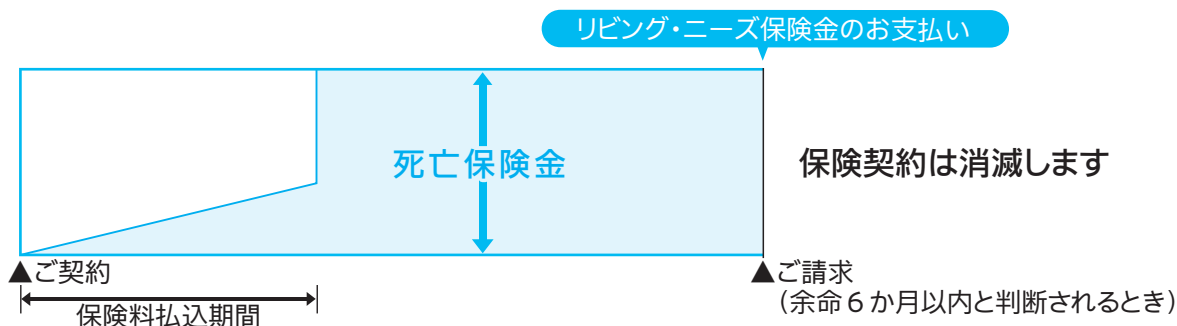 リビング・ニーズ保険金のお支払い
死亡保険金
保険契約は消滅します
▲ご契約
保険料払込期間
▲ご請求
（余命６か月以内と判断されるとき）